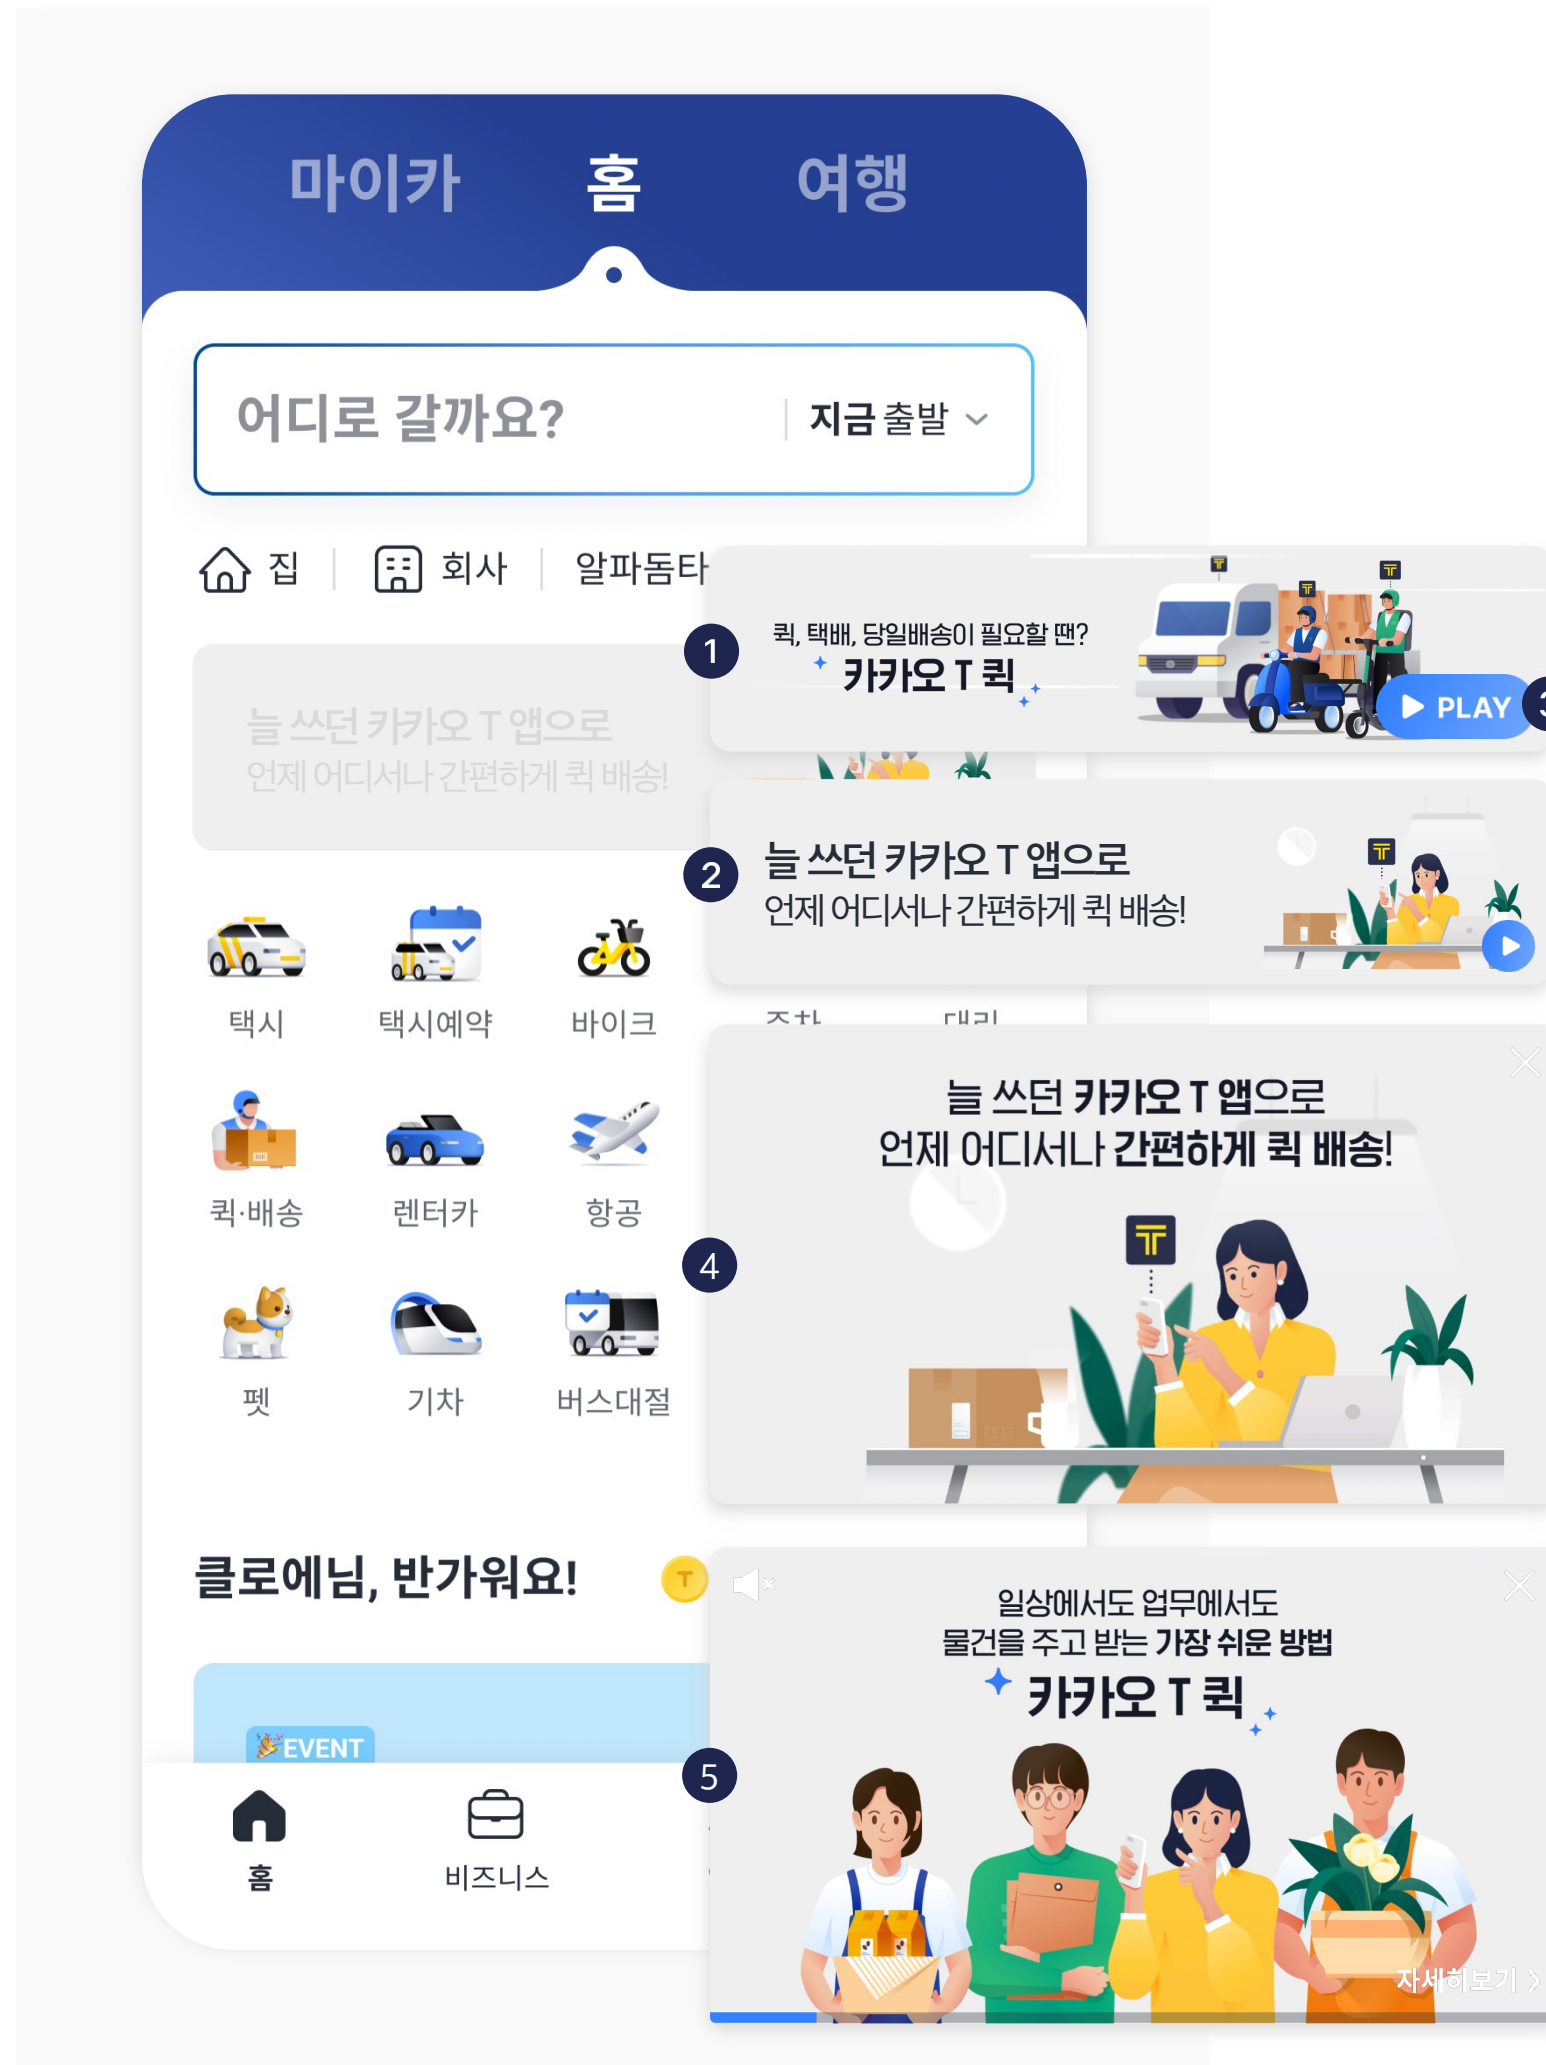 마이카 홈 여행
어디로 갈까요? 지금 출발
집 회사 알파돔타
늘 쓰던 카카오 T 앱으로
언제 어디서나 간편하게 퀵 배송!
1
퀵, 택배, 당일배송이 필요할 땐?
카카오 T 퀵
PLAY
2
늘 쓰던 카카오 T 앱으로
언제 어디서나 간편하게 퀵 배송!
택시 택시예약 바이크
퀵·배송 렌터카 항공
펫 기차 버스대절
4
늘 쓰던 카카오 T 앱으로
언제 어디서나 간편하게 퀵 배송!
클로에님, 반가워요!
EVENT
5
일상에서도 업무에서도
물건을 주고 받는 가장 쉬운 방법
카카오 T 퀵
자세히보기
홈 비즈니스